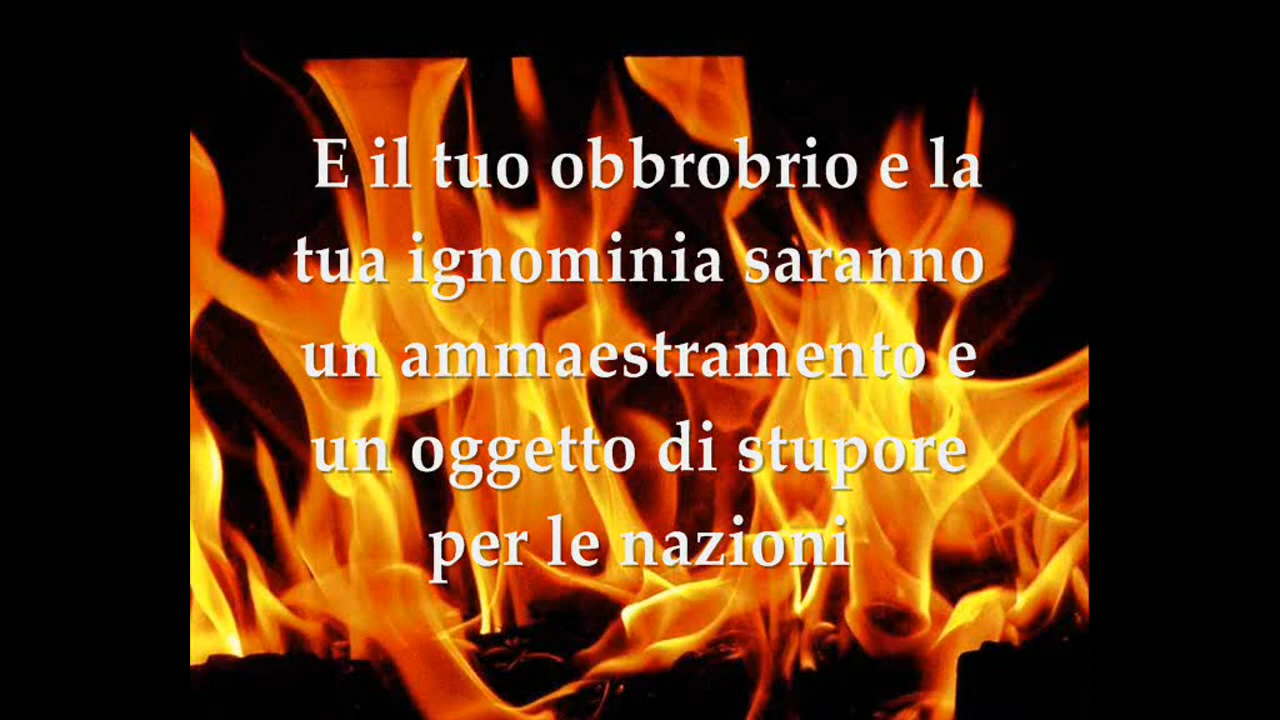 E il tuo obbrobrio e la
tua ignominia saranno
un ammaestramento e
un oggetto di stupore
per le nazioni